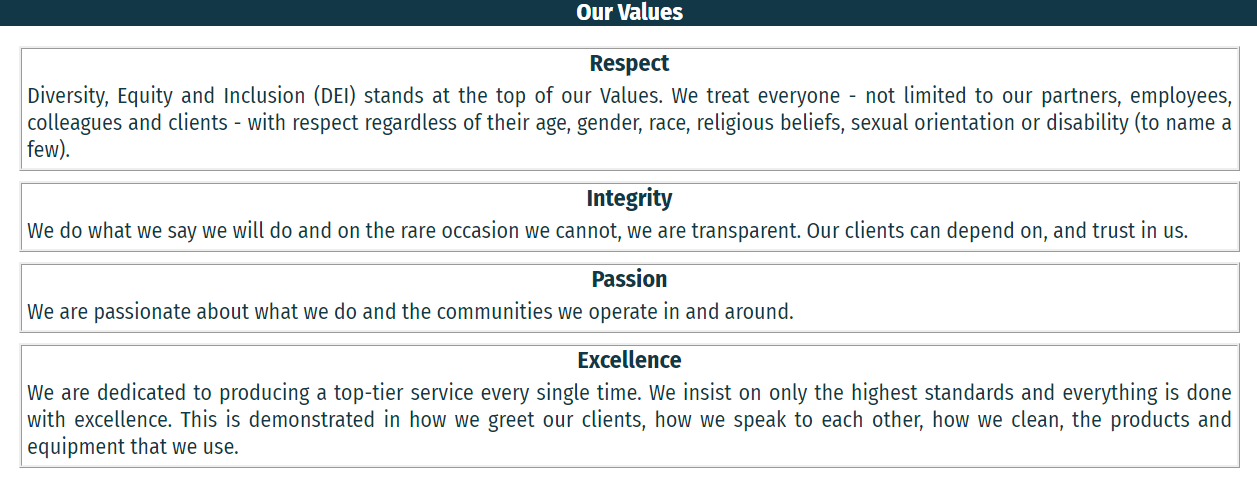 Our Values
Respect
Diversity, Equity and Inclusion (DEI) stands at the top of our Values. We treat everyone - not limited to our partners, employees,
colleagues and clients - with respect regardless of their age, gender, race, religious beliefs, sexual orientation or disability (to name a
few).
Integrity
We do what we say we will do and on the rare occasion we cannot, we are transparent. Our clients can depend on, and trust in us.
Passion
We are passionate about what we do and the communities we operate in and around.
Excellence
We are dedicated to producing a top-tier service every single time. We insist on only the highest standards and everything is done
with excellence. This is demonstrated in how we greet our clients, how we speak to each other, how we clean, the products and
equipment that we use.